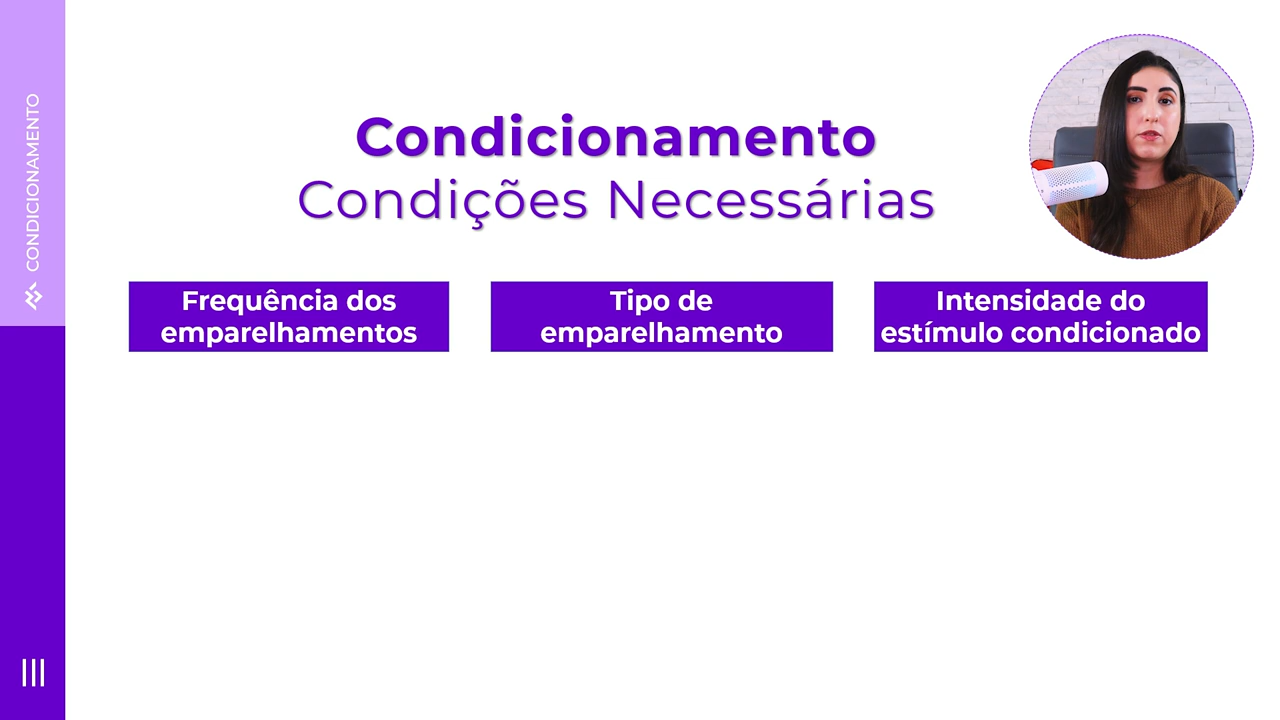 CONDICIONAMENTO
Condicionamento
Condições Necessárias
Frequência dos
emparelhamentos
Tipo de
emparelhamento
Intensidade do
estímulo condicionado